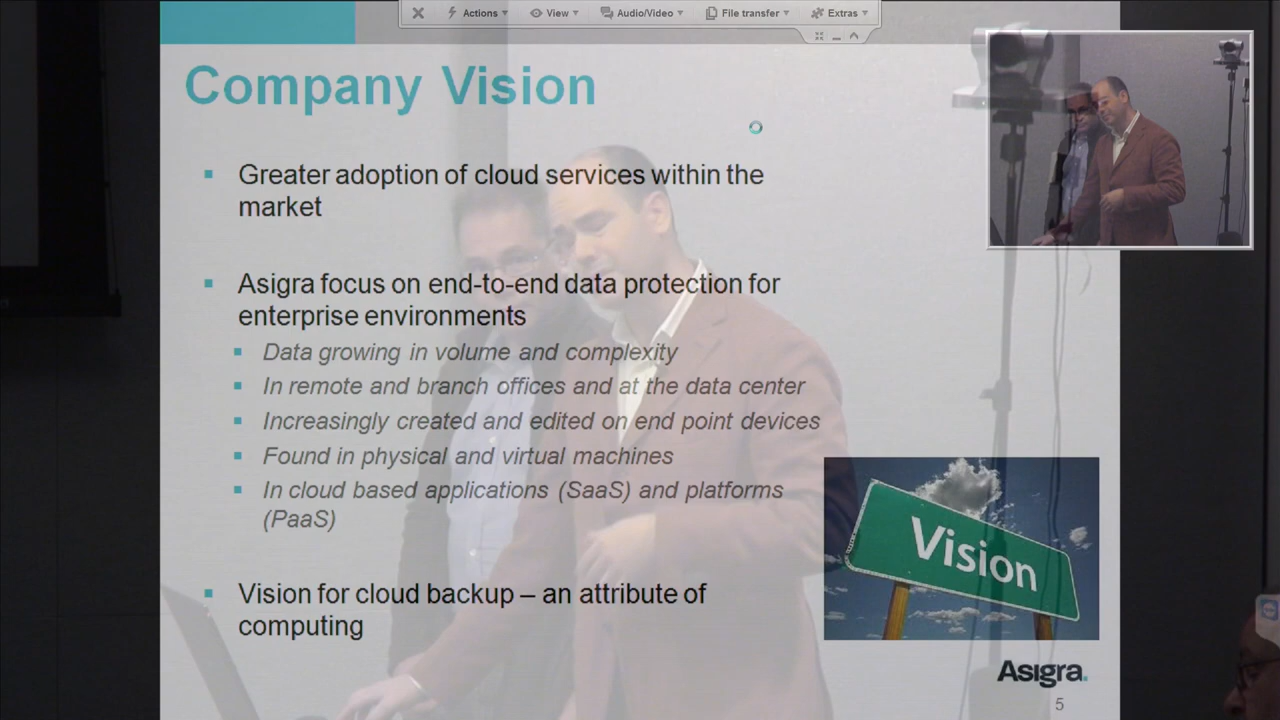 Actions
View
Audio/Video
File transfer
Extras
Company Vision
Greater adoption of cloud services within the
market
Asigra focus on end-to-end data protection for
enterprise environments
Data growing in volume and complexity
In remote and branch offices and at the data center
Increasingly created and edited on end point devices
Found in physical and virtual machines
In cloud based applications (SaaS) and platforms
(PaaS)
Vision for cloud backup – an attribute of
computing
Vision
Asigra.
5